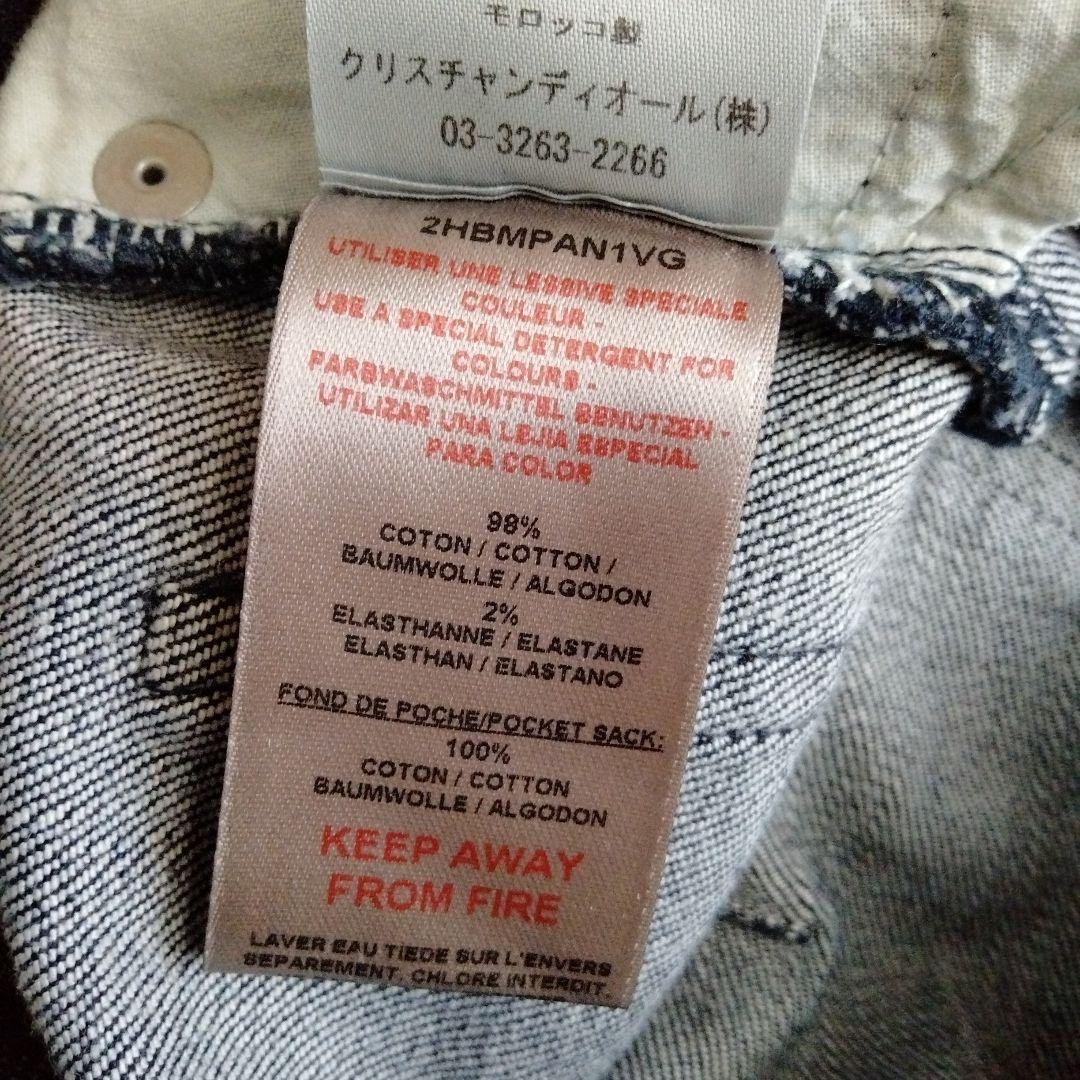 モロッコ製
クリスチャンディオール(株)
03-3263-2266
2HBMPAN1VG
UTILISER UNE LESSIVE SPECIALE
COULEUR -
USE A SPECIAL DETERGENT FOR
COLOURS -
PARBWASCHMITTEL BENUTZEN -
UTILIZAR UNA LEJIA ESPECIAL
PARA COLOR
98%
COTON / COTTON /
BAUMWOLLE / ALGODON
2%
ELASTHANNE / ELASTANE
ELASTHAN / ELASTANO
FOND DE POCHE/POCKET SACK:
100%
COTON / COTTON
BAUMWOLLE / ALGODON
KEEP AWAY
FROM FIRE
LAVER EAU TIEDE SUR L'ENVERS
SEPAREMENT. CHLORE INTERDIT.